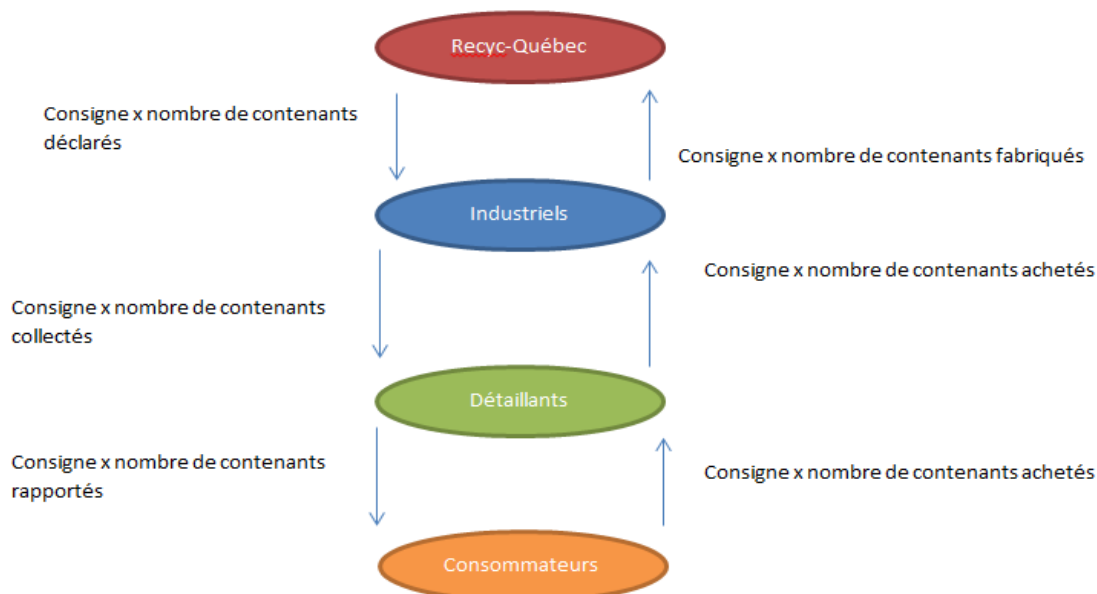 Recyc-Québec
Consigne x nombre de contenants
déclarés
Consigne x nombre de contenants fabriqués
Industriels
Consigne x nombre de contenants achetés
Consigne x nombre de contenants
collectés
Détaillants
Consigne x nombre de contenants
rapportés
Consigne x nombre de contenants achetés
Consommateurs